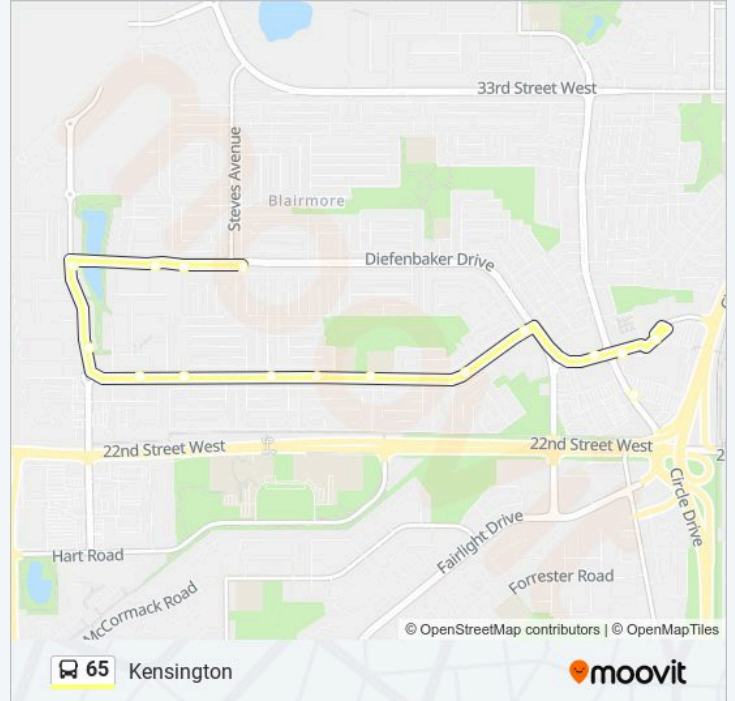 33rd Street West
Steves Avenue
Blairmore
Diefenbaker Drive
22nd Street West
22nd Street West
2
Circle Drive
Hart Road
Fairlight Drive
Forrester Road
McCormack Road
© OpenStreetMap contributors | © OpenMapTiles
65 Kensington
moovit